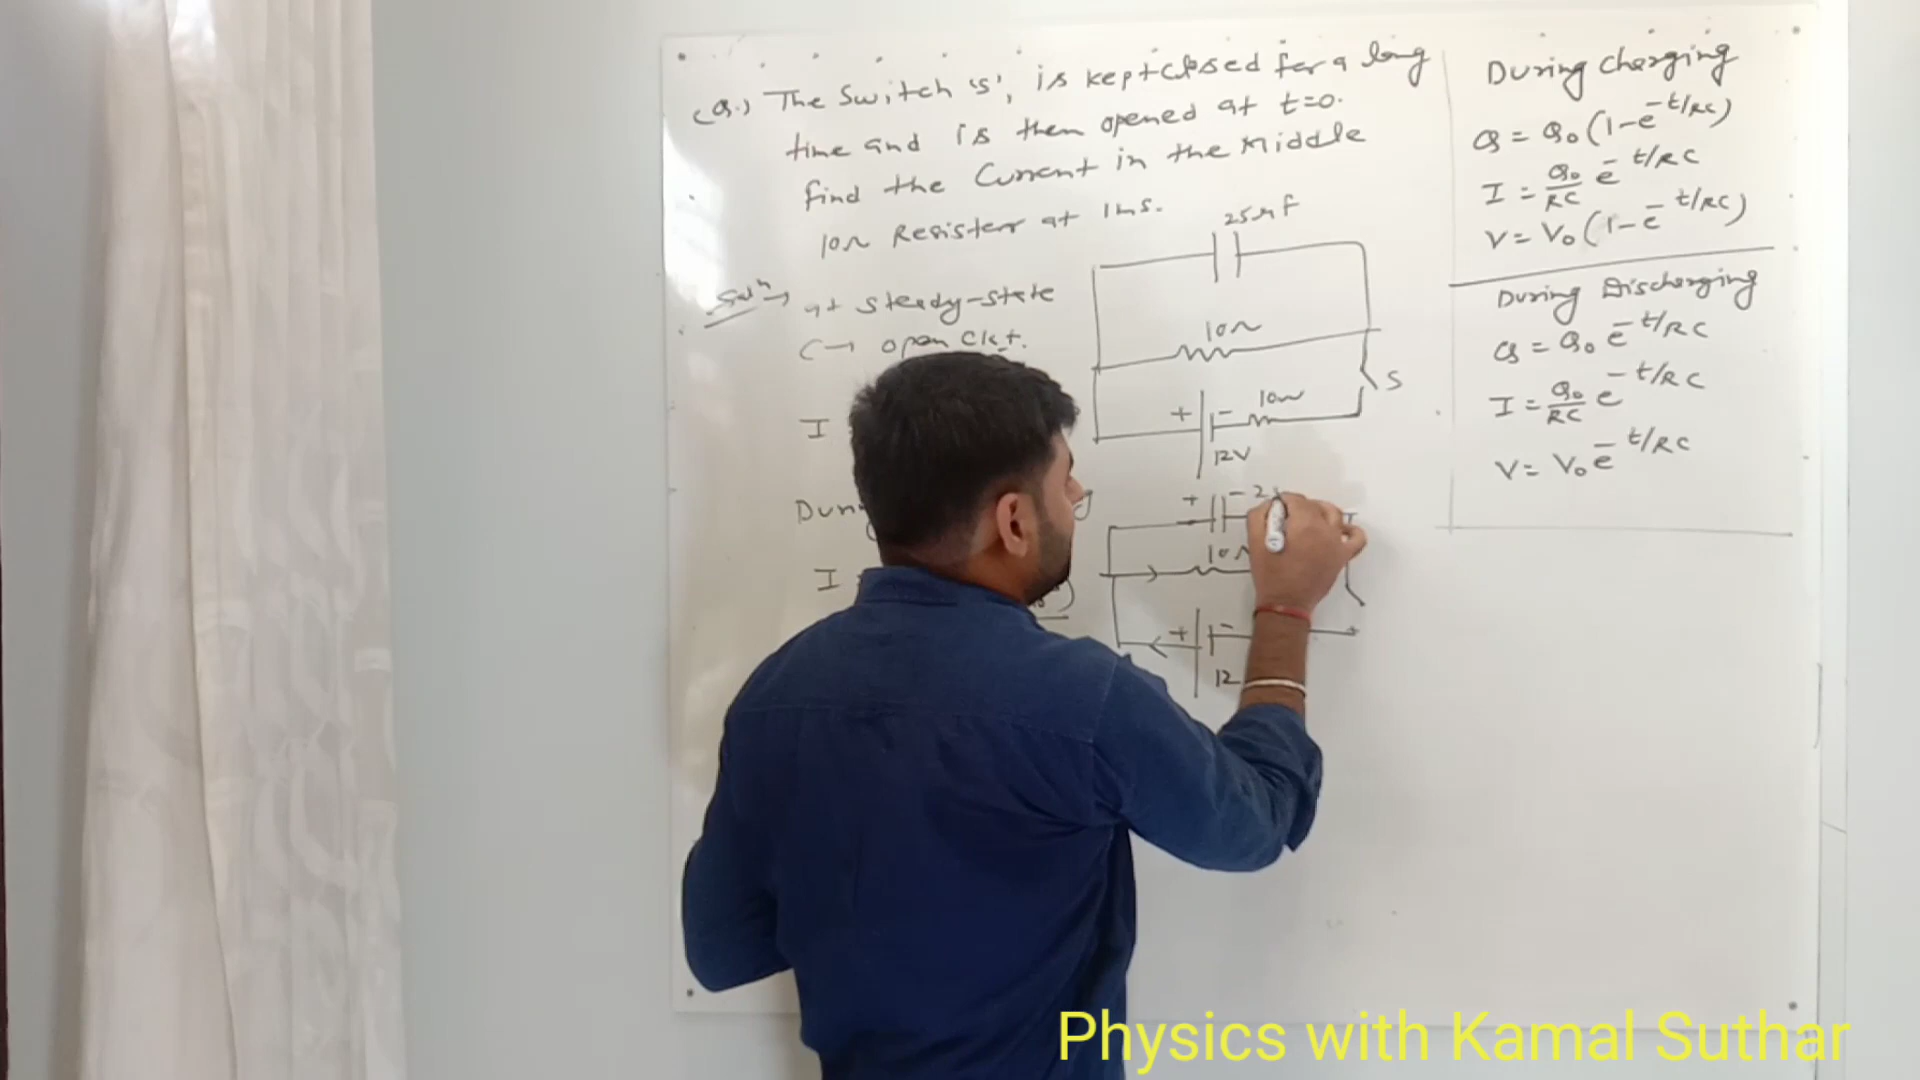 (Q.) The Switch 's', is kept closed for a long
time and is then opened at t=0.
find the Current in the Middle
10Ω Resister at 1ms.
Solⁿ→ at steady-state
C→ open Ckt.
I
I
25μf
10Ω
S
+ - 10Ω
12V
+ - 2
10Ω
+ -
12
During Charging
Q = Q₀(1-e^-t/RC)
I = Q₀/RC e^-t/RC
V = V₀(1-e^-t/RC)
During Discharging
Q = Q₀ e^-t/RC
I = Q₀/RC e^-t/RC
V = V₀ e^-t/RC
Physics with Kamal Suthar